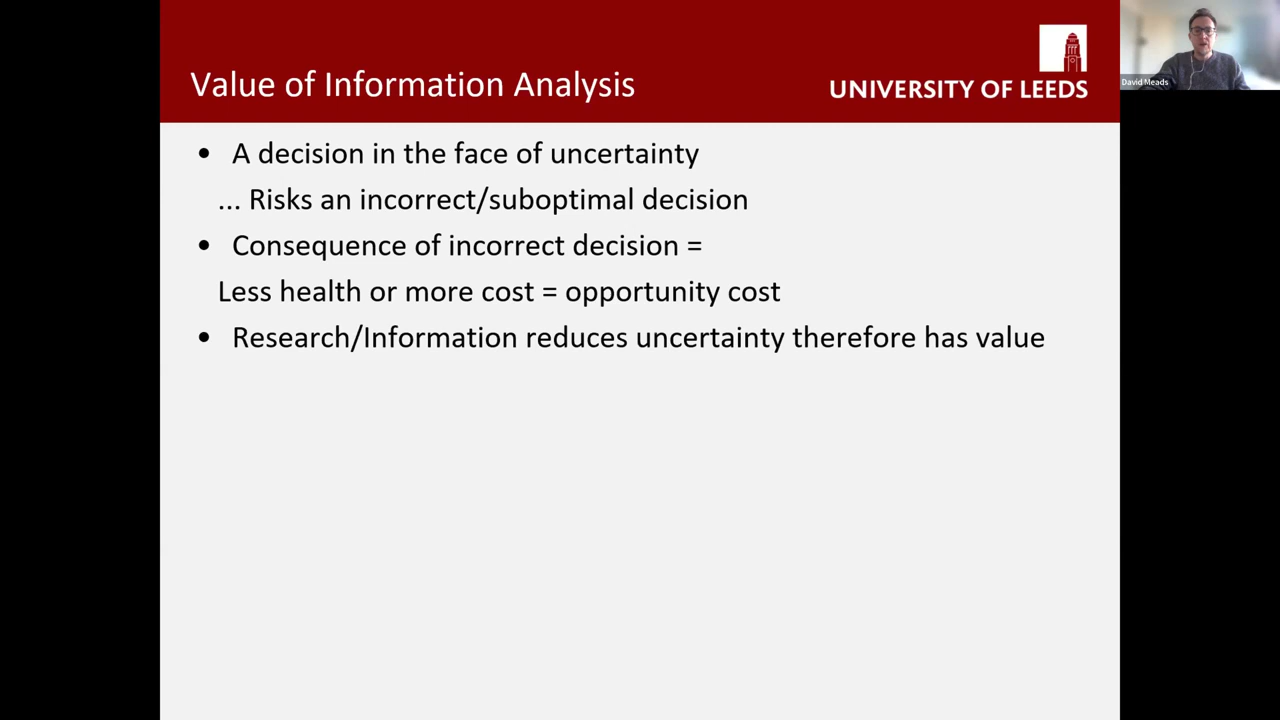 Value of Information Analysis
UNIVERSITY OF LEEDS
David Meads
• A decision in the face of uncertainty
... Risks an incorrect/suboptimal decision
• Consequence of incorrect decision =
Less health or more cost = opportunity cost
• Research/Information reduces uncertainty therefore has value